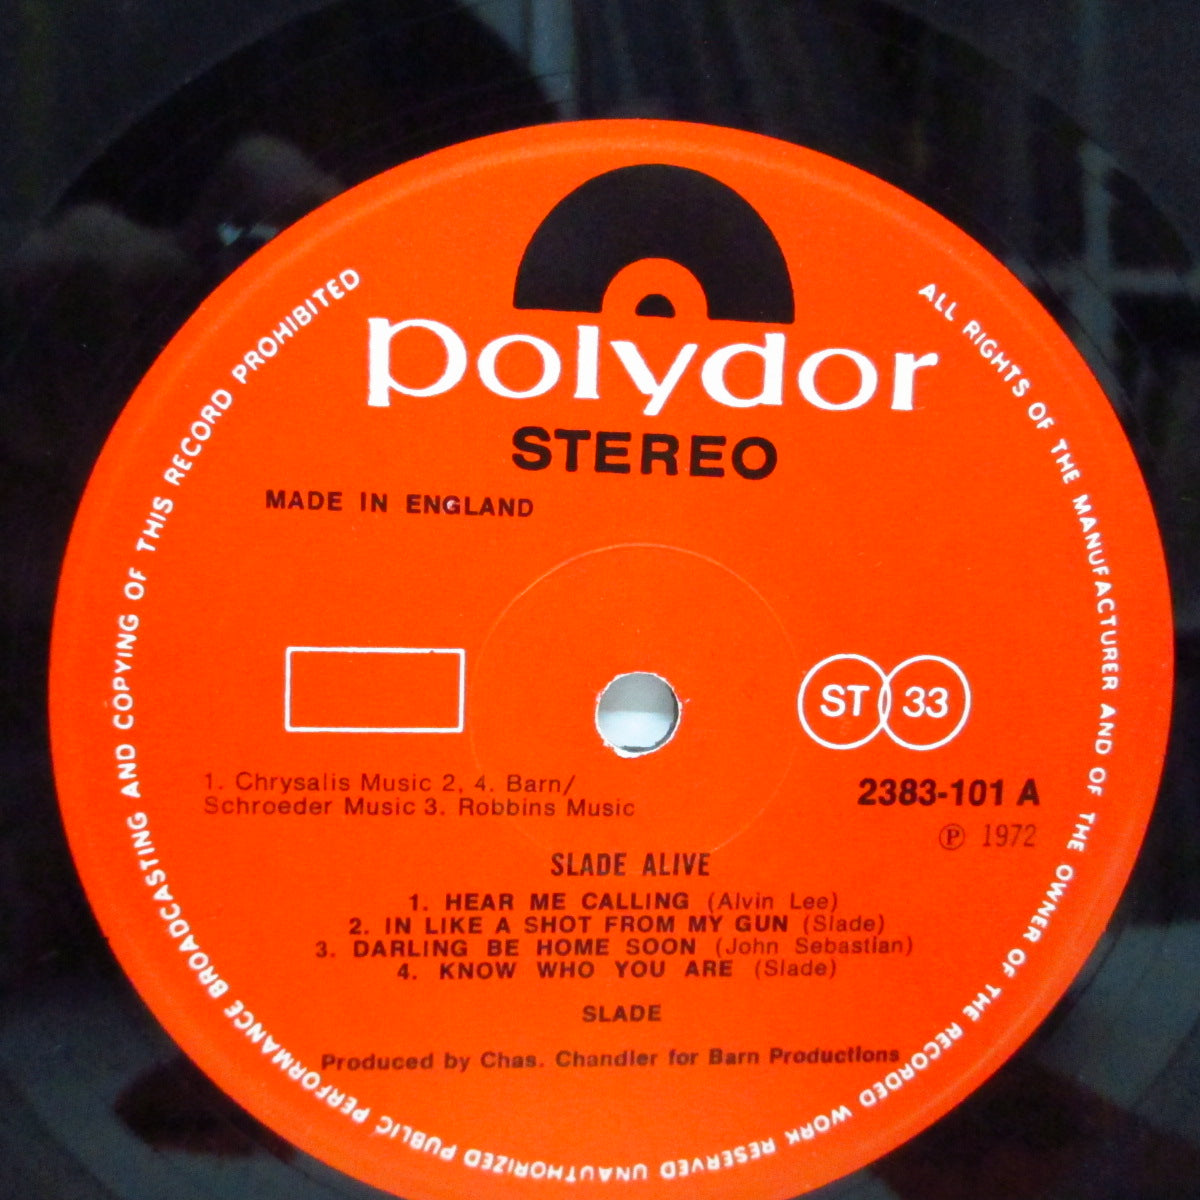 polydor
STEREO
MADE IN ENGLAND
ST 33
1. Chrysalis Music 2, 4. Barn/
Schroeder Music 3. Robbins Music
2383-101 A
℗ 1972
SLADE ALIVE
1. HEAR ME CALLING (Alvin Lee)
2. IN LIKE A SHOT FROM MY GUN (Slade)
3. DARLING BE HOME SOON (John Sebastian)
4. KNOW WHO YOU ARE (Slade)
SLADE
Produced by Chas. Chandler for Barn Productions
ALL RIGHTS OF THE MANUFACTURER AND OF THE OWNER OF THE RECORDED WORK RESERVED UNAUTHORIZED PUBLIC PERFORMANCE BROADCASTING AND COPYING OF THIS RECORD PROHIBITED